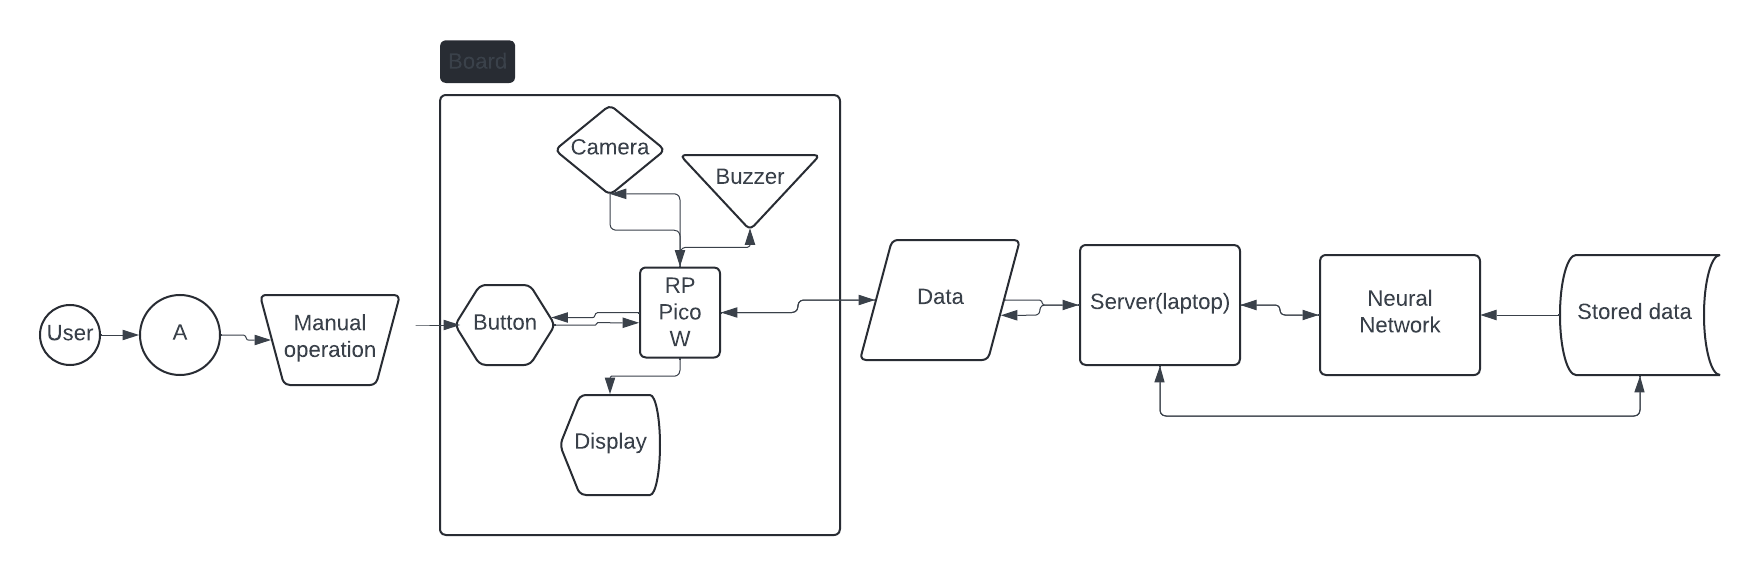 Board
Camera
Buzzer
User
A
Manual
operation
Button
RP
Pico
W
Display
Data
Server(laptop)
Neural
Network
Stored data